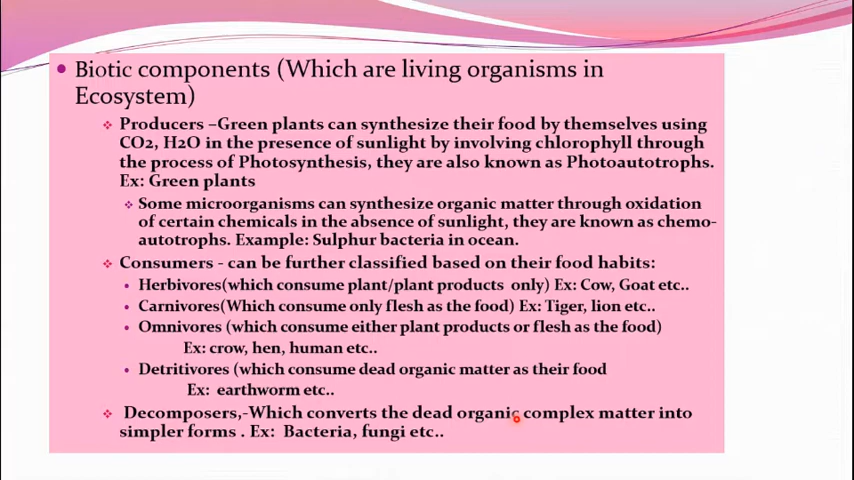 Biotic components (Which are living organisms in
Ecosystem)
Producers –Green plants can synthesize their food by themselves using
CO2, H2O in the presence of sunlight by involving chlorophyll through
the process of Photosynthesis, they are also known as Photoautotrophs.
Ex: Green plants
Some microorganisms can synthesize organic matter through oxidation
of certain chemicals in the absence of sunlight, they are known as chemo-
autotrophs. Example: Sulphur bacteria in ocean.
Consumers - can be further classified based on their food habits:
Herbivores(which consume plant/plant products only) Ex: Cow, Goat etc..
Carnivores(Which consume only flesh as the food) Ex: Tiger, lion etc..
Omnivores (which consume either plant products or flesh as the food)
Ex: crow, hen, human etc..
Detritivores (which consume dead organic matter as their food
Ex: earthworm etc..
Decomposers,-Which converts the dead organic complex matter into
simpler forms . Ex: Bacteria, fungi etc..